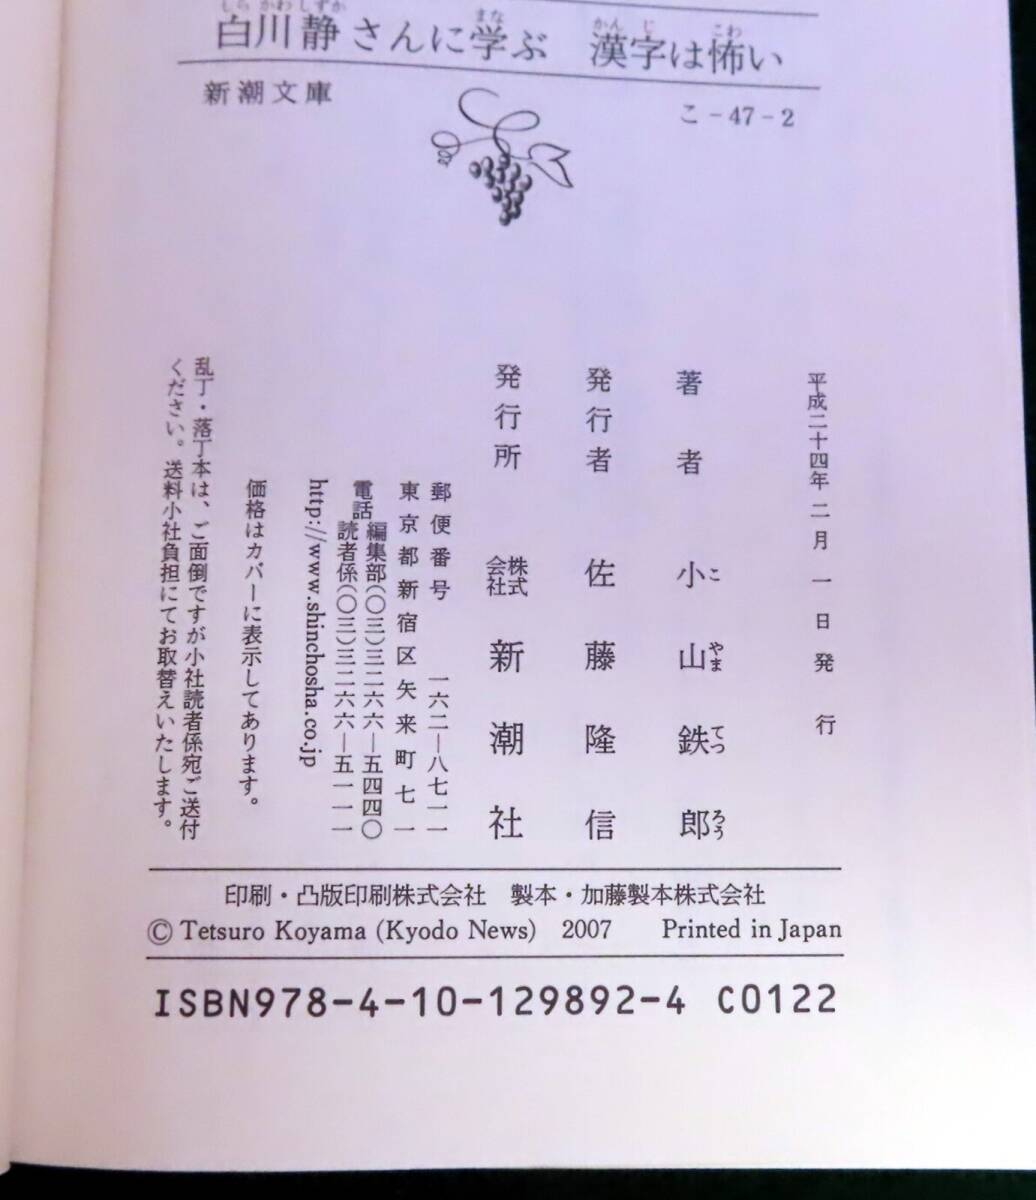 白川静さんに学ぶ 漢字は怖い
新潮文庫
こ-47-2
平成二十四年二月一日発行
著者 小山鉄郎
発行者 佐藤隆信
発行所 株式会社 新潮社
郵便番号 一六二―八七一一
東京都新宿区矢来町七一
電話 編集部(〇三)三二六六―五四四〇
読者係(〇三)三二六六―五一一一
http://www.shinchosha.co.jp
価格はカバーに表示してあります。
乱丁・落丁本は、ご面倒ですが小社読者係宛ご送付
ください。送料小社負担にてお取替えいたします。
印刷・凸版印刷株式会社 製本・加藤製本株式会社
© Tetsuro Koyama (Kyodo News) 2007 Printed in Japan
ISBN978-4-10-129892-4 C0122